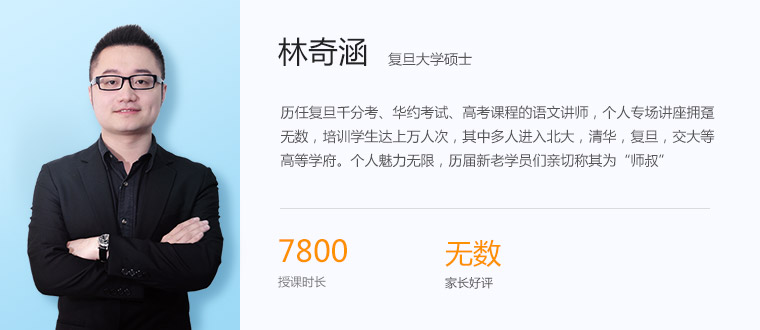 林奇涵 复旦大学硕士
历任复旦千分考、华约考试、高考课程的语文讲师，个人专场讲座拥趸
无数，培训学生达上万人次，其中多人进入北大，清华，复旦，交大等
高等学府。个人魅力无限，历届新老学员们亲切称其为“师叔”
7800 无数
授课时长 家长好评